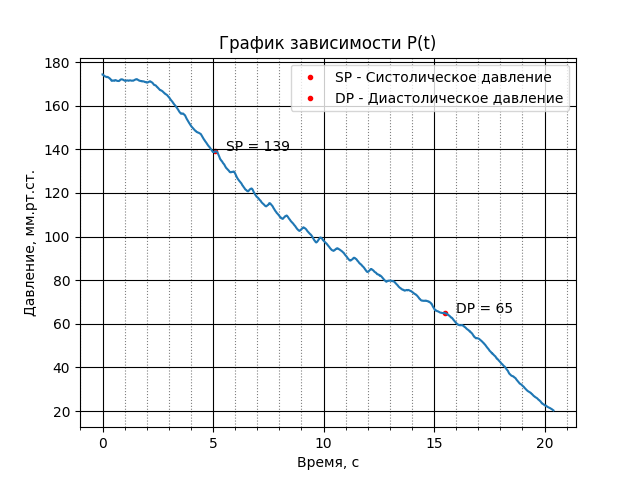 График зависимости P(t)
SP - Систолическое давление
DP - Диастолическое давление
SP = 139
DP = 65
180
160
140
120
100
80
60
40
20
0
5
10
15
20
Давление, мм.рт.ст.
Время, с